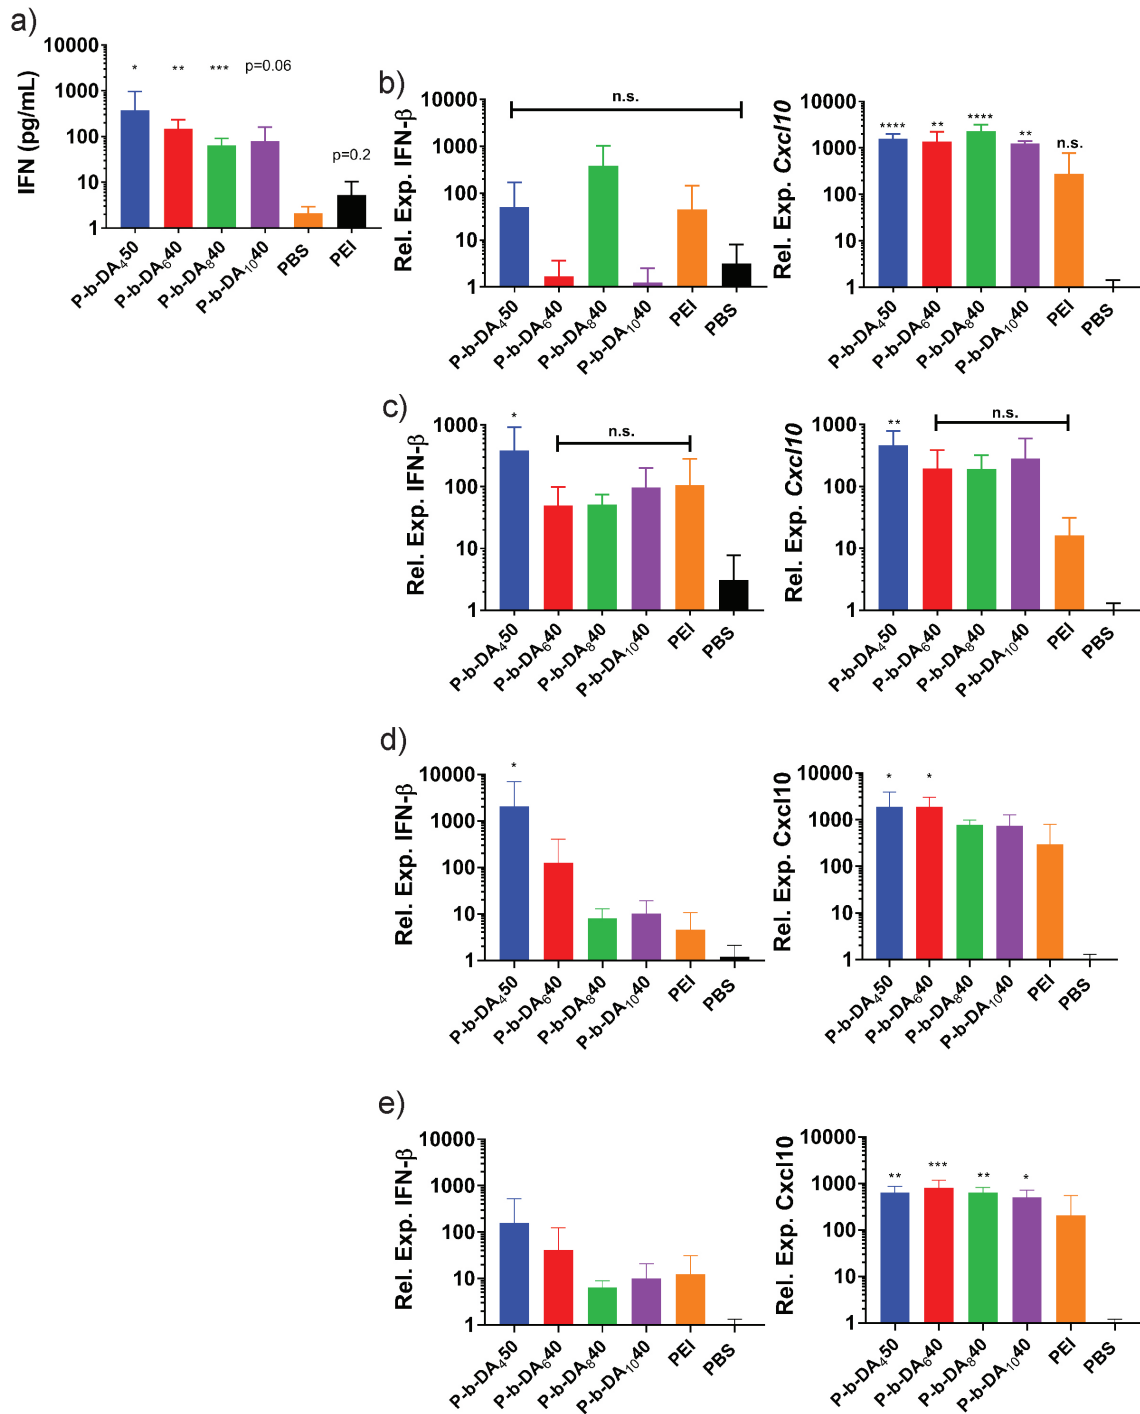 a)
IFN (pg/mL)
10000
1000
100
10
1
* ** *** p=0.06
p=0.2
P-b-DA₄50 P-b-DA₆40 P-b-DA₈40 P-b-DA₁₀40 PBS PEI
b)
Rel. Exp. IFN-β
10000
1000
100
10
1
n.s.
P-b-DA₄50 P-b-DA₆40 P-b-DA₈40 P-b-DA₁₀40 PEI PBS
Rel. Exp. Cxcl10
10000
1000
100
10
1
**** ** **** ** n.s.
P-b-DA₄50 P-b-DA₆40 P-b-DA₈40 P-b-DA₁₀40 PEI PBS
c)
Rel. Exp. IFN-β
1000
100
10
1
* n.s.
P-b-DA₄50 P-b-DA₆40 P-b-DA₈40 P-b-DA₁₀40 PEI PBS
Rel. Exp. Cxcl10
1000
100
10
1
** n.s.
P-b-DA₄50 P-b-DA₆40 P-b-DA₈40 P-b-DA₁₀40 PEI PBS
d)
Rel. Exp. IFN-β
10000
1000
100
10
1
*
P-b-DA₄50 P-b-DA₆40 P-b-DA₈40 P-b-DA₁₀40 PEI PBS
Rel. Exp. Cxcl10
10000
1000
100
10
1
* *
P-b-DA₄50 P-b-DA₆40 P-b-DA₈40 P-b-DA₁₀40 PEI PBS
e)
Rel. Exp. IFN-β
10000
1000
100
10
1
P-b-DA₄50 P-b-DA₆40 P-b-DA₈40 P-b-DA₁₀40 PEI PBS
Rel. Exp. Cxcl10
10000
1000
100
10
1
** *** ** *
P-b-DA₄50 P-b-DA₆40 P-b-DA₈40 P-b-DA₁₀40 PEI PBS